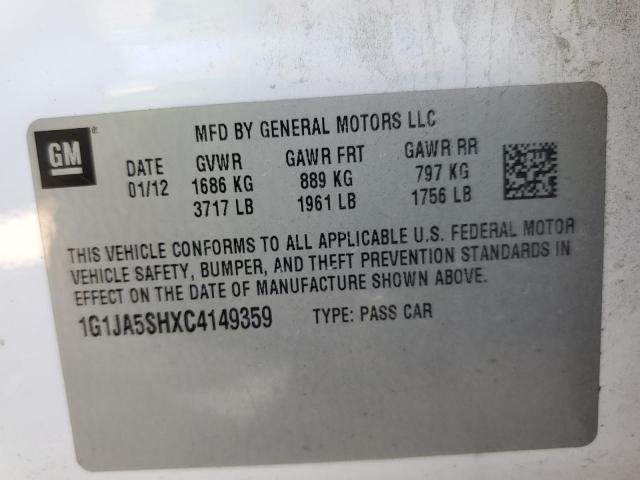 MFD BY GENERAL MOTORS LLC
GM®
DATE GVWR GAWR FRT GAWR RR
01/12 1686 KG 889 KG 797 KG
3717 LB 1961 LB 1756 LB
THIS VEHICLE CONFORMS TO ALL APPLICABLE U.S. FEDERAL MOTOR
VEHICLE SAFETY, BUMPER, AND THEFT PREVENTION STANDARDS IN
EFFECT ON THE DATE OF MANUFACTURE SHOWN ABOVE.
1G1JA5SHXC4149359 TYPE: PASS CAR